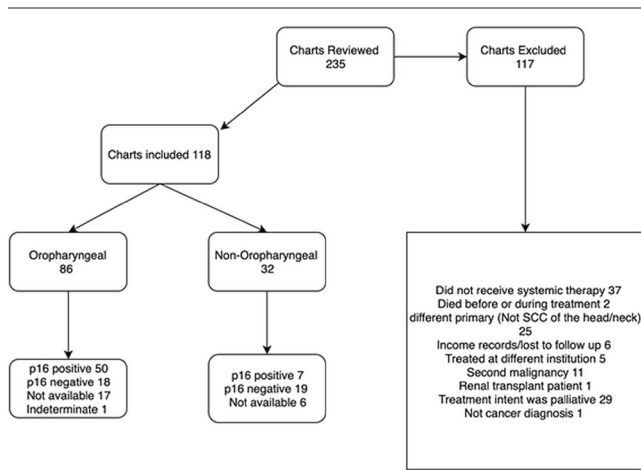 Charts Reviewed
235
Charts Excluded
117
Charts included 118
Oropharyngeal
86
Non-Oropharyngeal
32
p16 positive 50
p16 negative 18
Not available 17
Indeterminate 1
p16 positive 7
p16 negative 19
Not available 6
Did not receive systemic therapy 37
Died before or during treatment 2
different primary (Not SCC of the head/neck)
25
Income records/lost to follow up 6
Treated at different institution 5
Second malignancy 11
Renal transplant patient 1
Treatment intent was palliative 29
Not cancer diagnosis 1